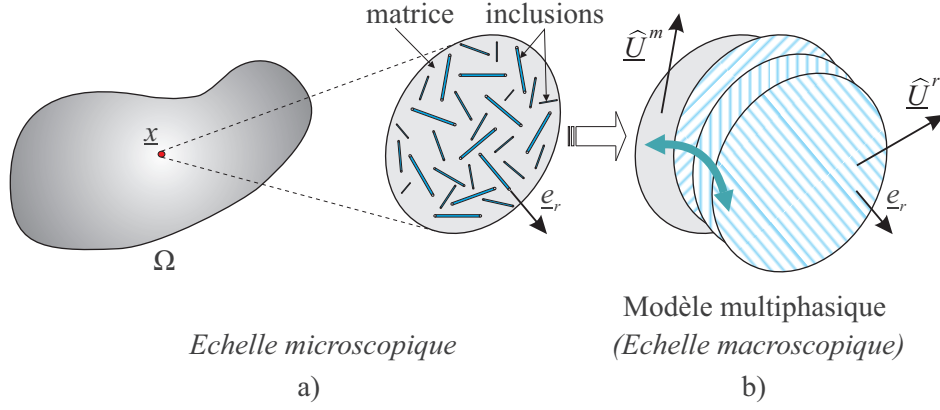 matrice
inclusions
x
Ω
e_r
Û^m
Û^r
e_r
Modèle multiphasique
Echelle microscopique
(Echelle macroscopique)
a)
b)